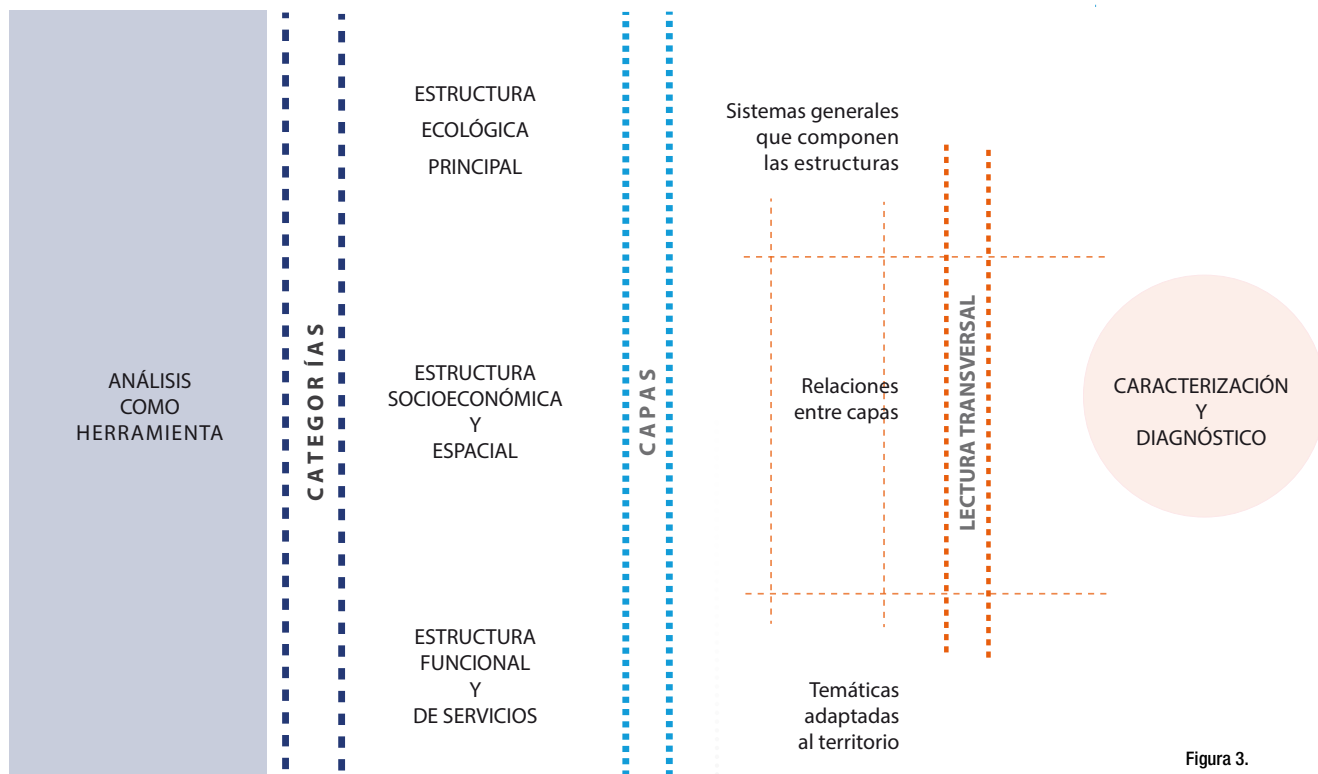 ANÁLISIS
COMO
HERRAMIENTA
CATEGORÍAS
ESTRUCTURA
ECOLÓGICA
PRINCIPAL
ESTRUCTURA
SOCIOECONÓMICA
Y
ESPACIAL
ESTRUCTURA
FUNCIONAL
Y
DE SERVICIOS
CAPAS
Sistemas generales
que componen
las estructuras
Relaciones
entre capas
Temáticas
adaptadas
al territorio
LECTURA TRANSVERSAL
CARACTERIZACIÓN
Y
DIAGNÓSTICO
Figura 3.